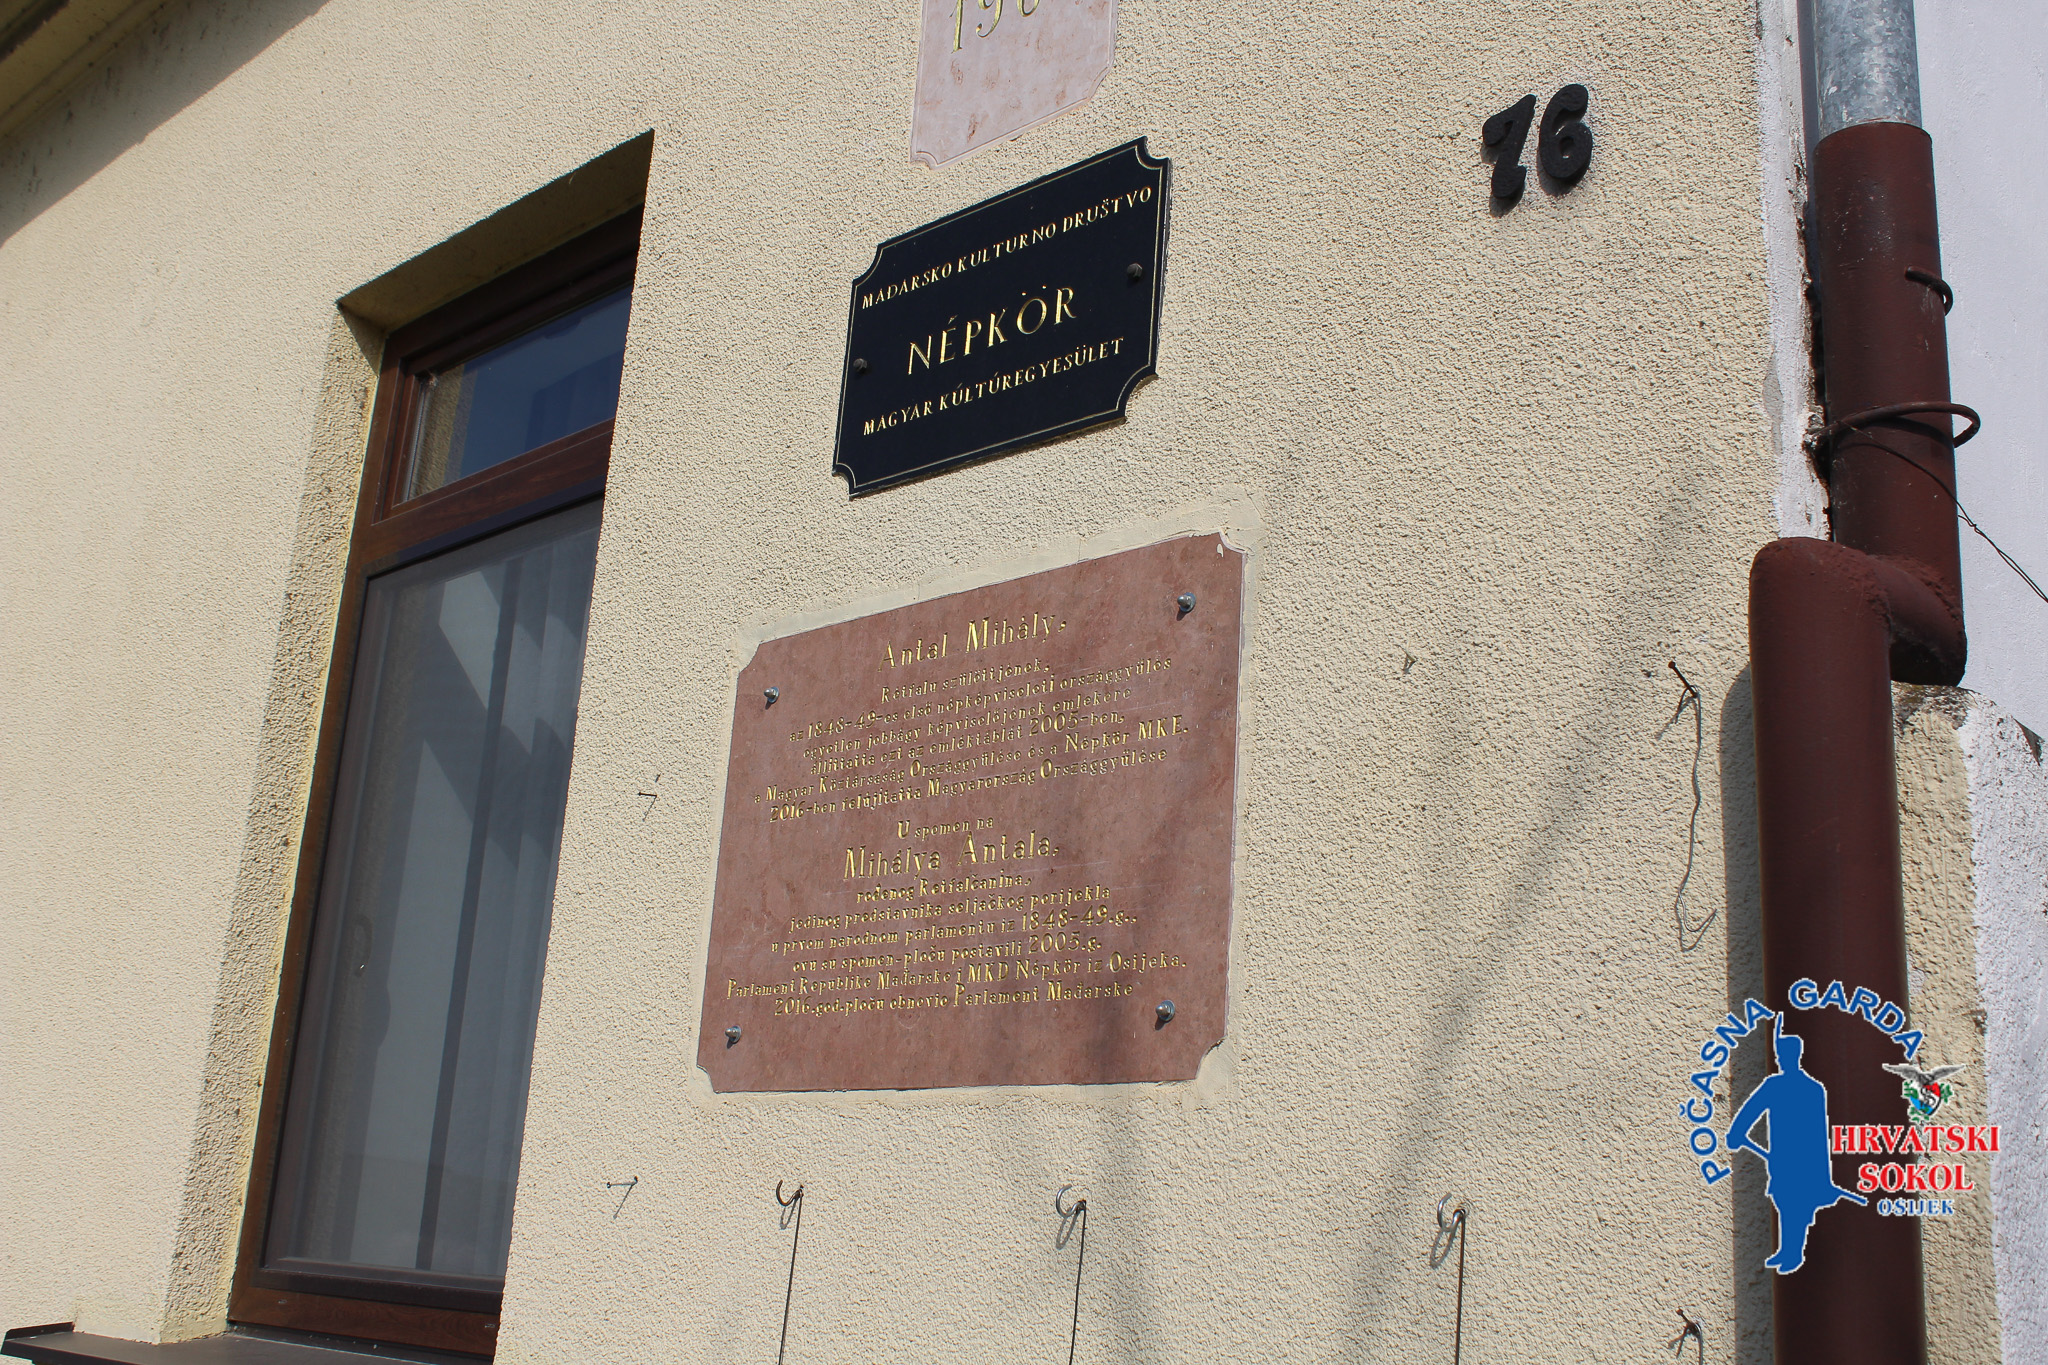 76
MAĐARSKO KULTURNO DRUŠTVO
NÉPKÖR
MAGYAR KÚLTÚREGYESÜLET
Antal Mihály,
Rétfalu szülöttjének,
az 1848-49-es első népképviseleti országgyűlés
egyetlen jobbágy képviselőjének emlékére
állíttatta ezt az emléktáblát 2005-ben,
a Magyar Köztársaság Országgyűlése és a Népkör MKE.
2016-ben felújítatta Magyarország Országgyűlése
U spomen na
Mihálya Antala,
rođenog Retfalčanina,
jedinog predstavnika seljačkog porijekla
u prvom narodnom parlamentu iz 1848-49.g.,
ovu su spomen-ploču postavili 2005.g.
Parlament Republike Mađarske i MKD Népkör iz Osijeka.
2016.god.ploču obnovio Parlament Mađarske
POČASNA GARDA
HRVATSKI
SOKOL
OSIJEK